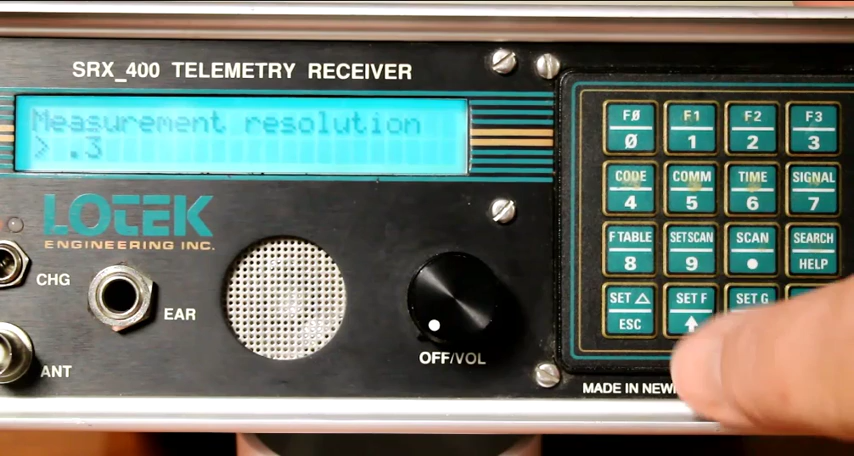 SRX_400 TELEMETRY RECEIVER
Measurement resolution
> .3
LOTEK
ENGINEERING INC.
CHG
EAR
ANT
OFF/VOL
FØ F1 F2 F3
Ø 1 2 3
CODE COMM TIME SIGNAL
4 5 6 7
F TABLE SETSCAN SCAN SEARCH
8 9 ● HELP
SET △ SET F SET G
ESC ↑
MADE IN